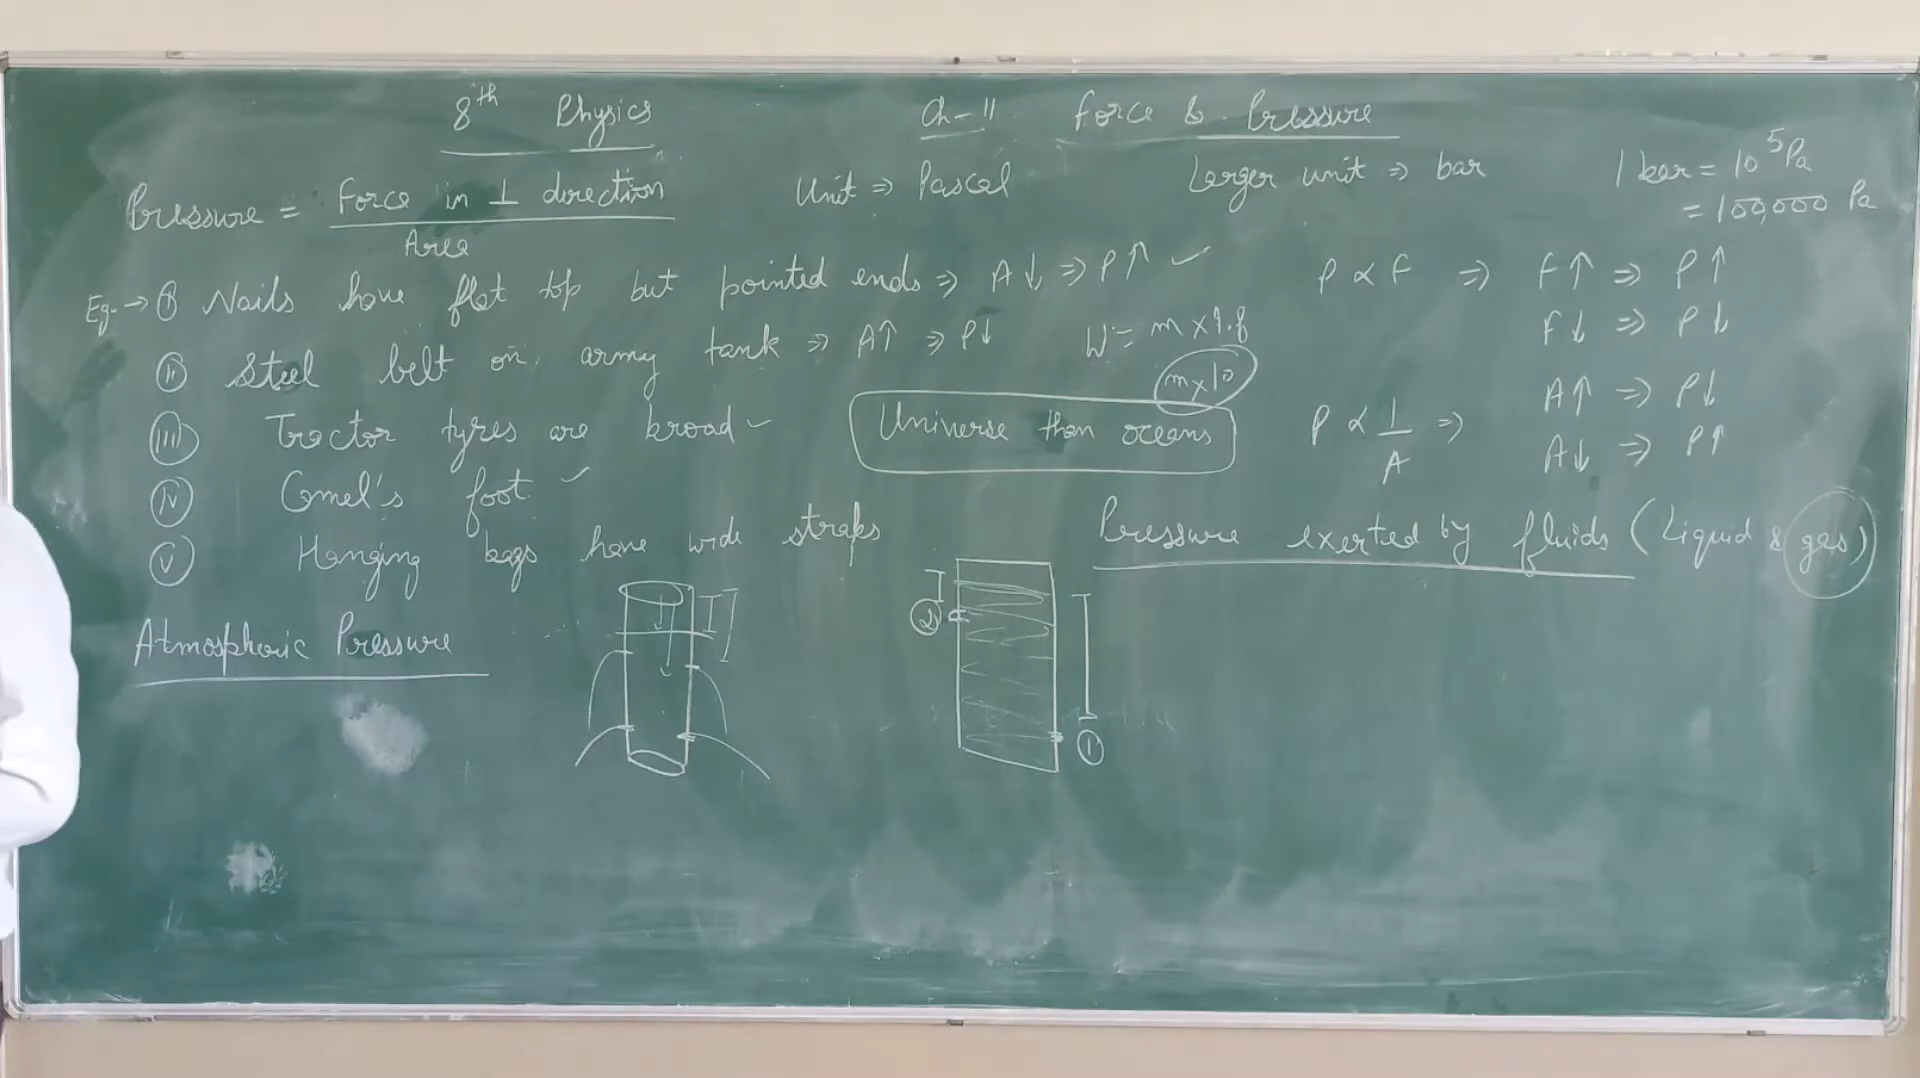 8th Physics Ch-11 Force & Pressure
Pressure = Force in ⊥ direction / Area Unit ⇒ Pascal Larger unit ⇒ bar 1 bar = 10^5 Pa
= 100,000 Pa
Eg → (i) Nails have flat top but pointed ends ⇒ A↓ ⇒ P↑ ✓ P ∝ F ⇒ F↑ ⇒ P↑
F↓ ⇒ P↓
(ii) Steel belt on army tank ⇒ A↑ ⇒ P↓ W = m×9.8
m×10
(iii) Tractor tyres are broad ✓ Universe than oceans P ∝ 1/A ⇒ A↑ ⇒ P↓
A↓ ⇒ P↑
(iv) Camel's foot ✓
(v) Hanging bags have wide straps Pressure exerted by fluids (Liquid & gas)
Atmospheric Pressure
②
①